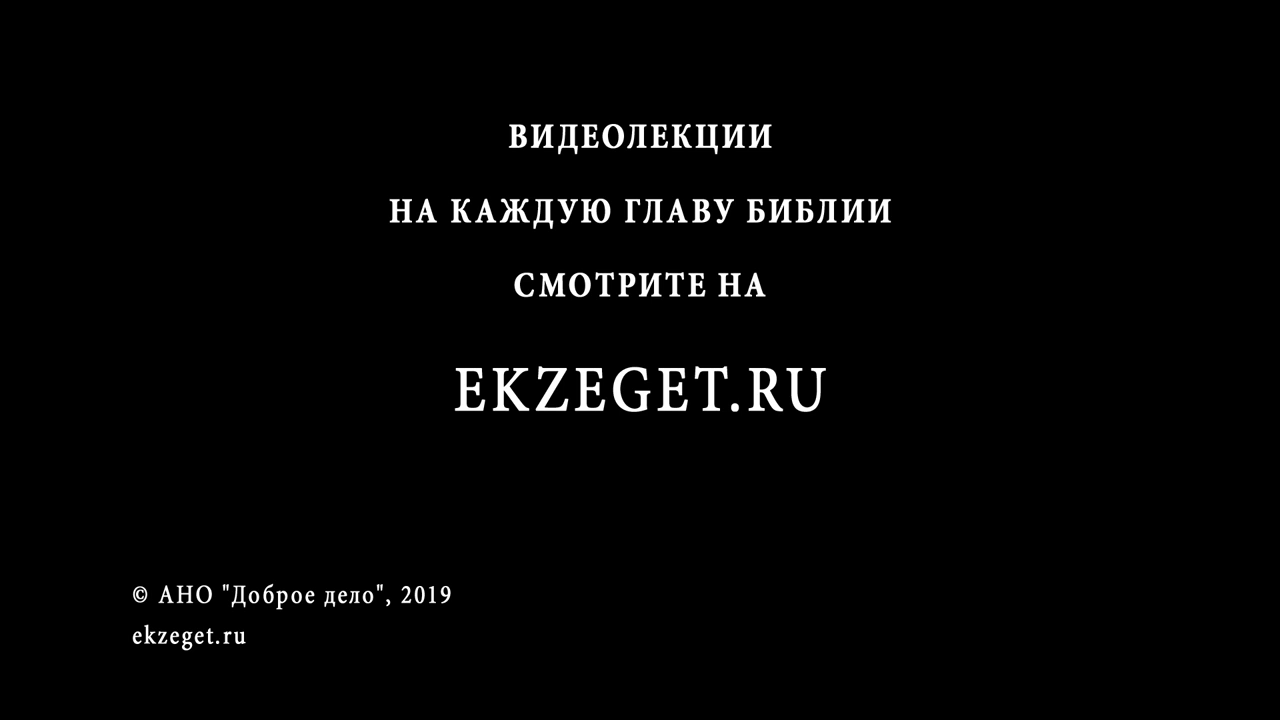 ВИДЕОЛЕКЦИИ
НА КАЖДУЮ ГЛАВУ БИБЛИИ
СМОТРИТЕ НА
EKZEGET.RU
© АНО "Доброе дело", 2019
ekzeget.ru